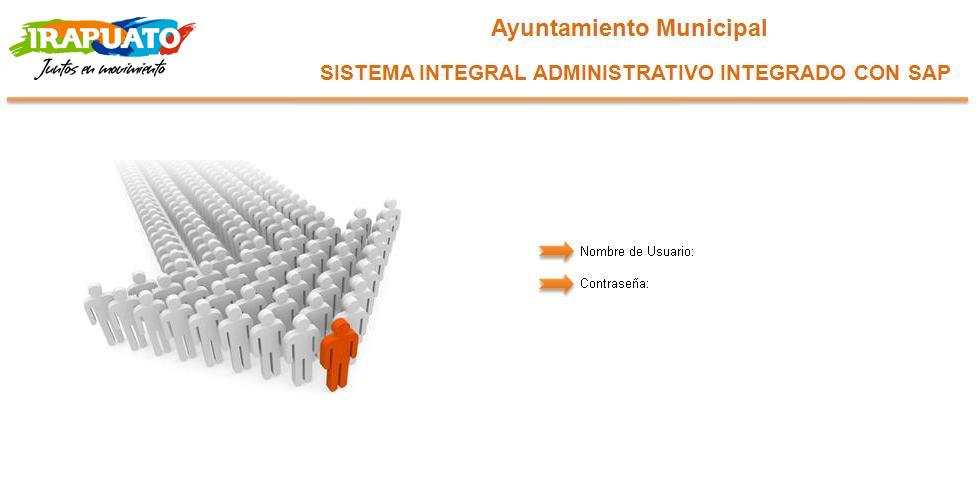 IRAPUATO
Juntos en movimiento
Ayuntamiento Municipal
SISTEMA INTEGRAL ADMINISTRATIVO INTEGRADO CON SAP
Nombre de Usuario:
Contraseña: